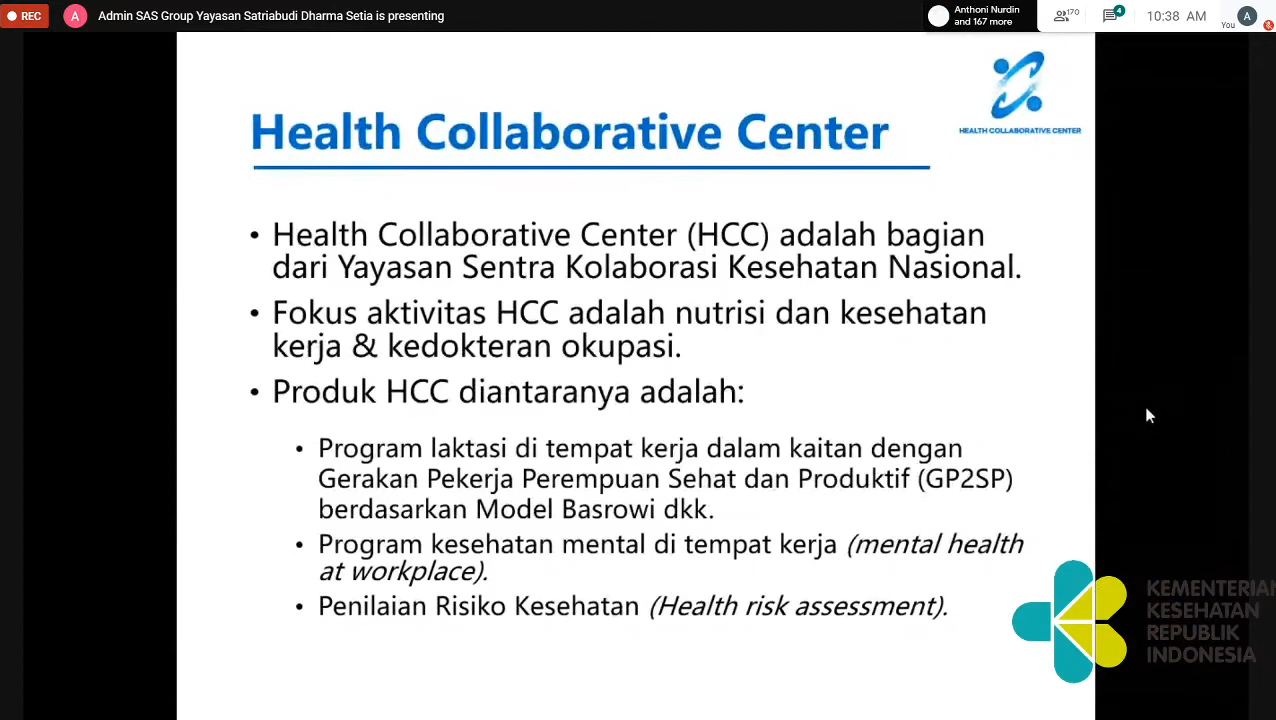 REC
A
Admin SAS Group Yayasan Satriabudi Dharma Setia is presenting
Anthoni Nurdin
and 167 more
170
4
10:38 AM
You
A
HEALTH COLLABORATIVE CENTER
Health Collaborative Center
• Health Collaborative Center (HCC) adalah bagian
dari Yayasan Sentra Kolaborasi Kesehatan Nasional.
• Fokus aktivitas HCC adalah nutrisi dan kesehatan
kerja & kedokteran okupasi.
• Produk HCC diantaranya adalah:
• Program laktasi di tempat kerja dalam kaitan dengan
Gerakan Pekerja Perempuan Sehat dan Produktif (GP2SP)
berdasarkan Model Basrowi dkk.
• Program kesehatan mental di tempat kerja (mental health
at workplace).
• Penilaian Risiko Kesehatan (Health risk assessment).
KEMENTERIAN
KESEHATAN
REPUBLIK
INDONESIA